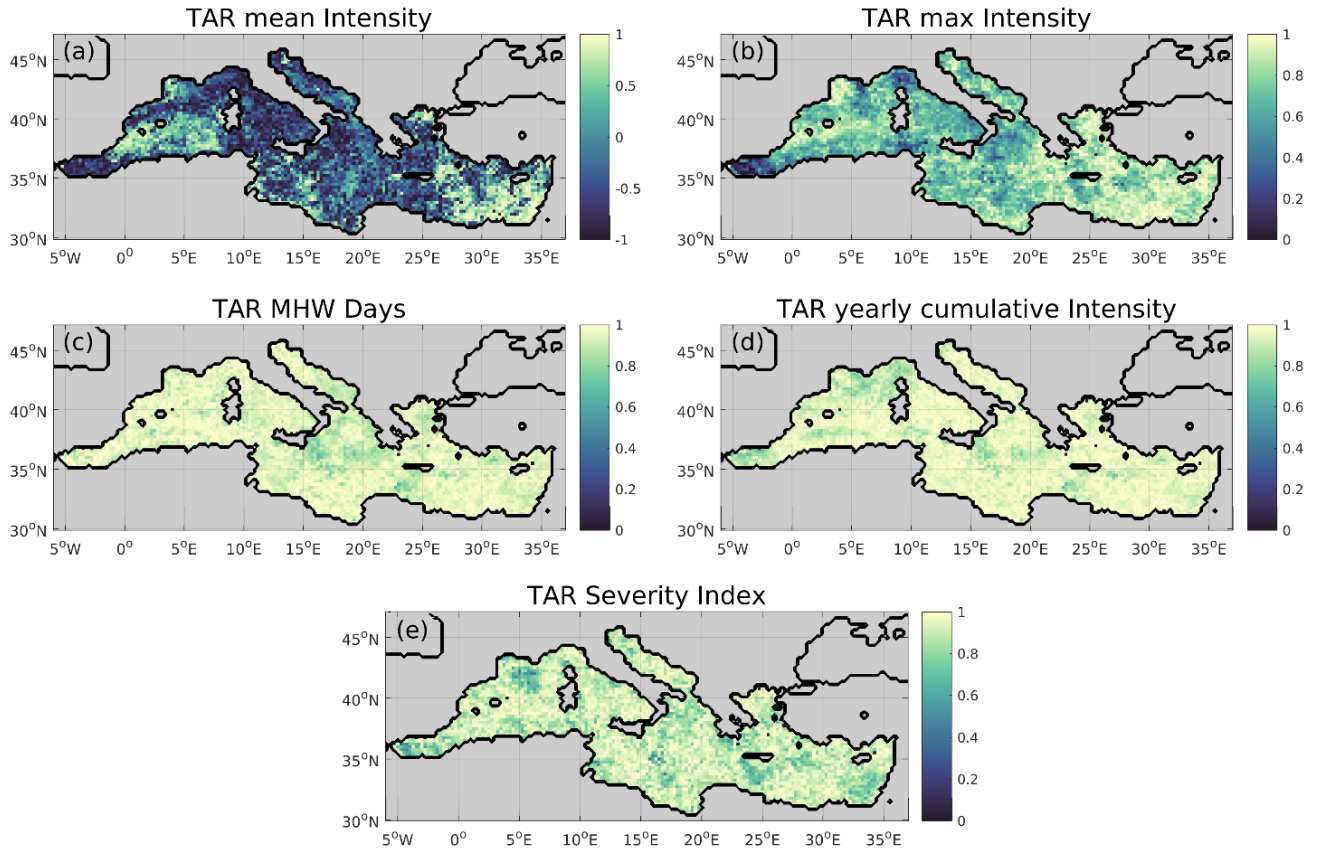 TAR mean Intensity
(a)
45°N
40°N
35°N
30°N
5°W 0° 5°E 10°E 15°E 20°E 25°E 30°E 35°E
1
0.5
0
-0.5
-1
TAR max Intensity
(b)
45°N
40°N
35°N
30°N
5°W 0° 5°E 10°E 15°E 20°E 25°E 30°E 35°E
1
0.8
0.6
0.4
0.2
0
TAR MHW Days
(c)
45°N
40°N
35°N
30°N
5°W 0° 5°E 10°E 15°E 20°E 25°E 30°E 35°E
1
0.8
0.6
0.4
0.2
0
TAR yearly cumulative Intensity
(d)
45°N
40°N
35°N
30°N
5°W 0° 5°E 10°E 15°E 20°E 25°E 30°E 35°E
1
0.8
0.6
0.4
0.2
0
TAR Severity Index
(e)
45°N
40°N
35°N
30°N
5°W 0° 5°E 10°E 15°E 20°E 25°E 30°E 35°E
1
0.8
0.6
0.4
0.2
0